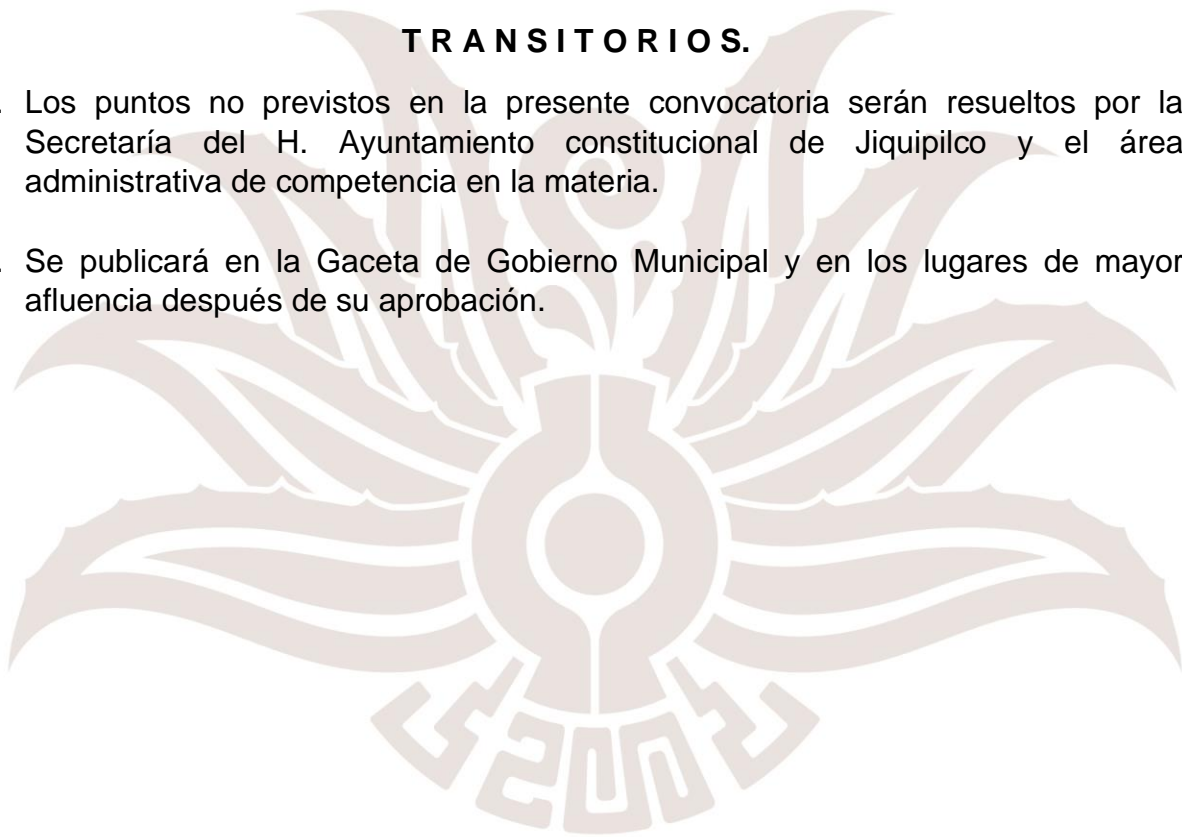 T R A N S I T O R I O S.
. Los puntos no previstos en la presente convocatoria serán resueltos por la
Secretaría del H. Ayuntamiento constitucional de Jiquipilco y el área
administrativa de competencia en la materia.
. Se publicará en la Gaceta de Gobierno Municipal y en los lugares de mayor
afluencia después de su aprobación.